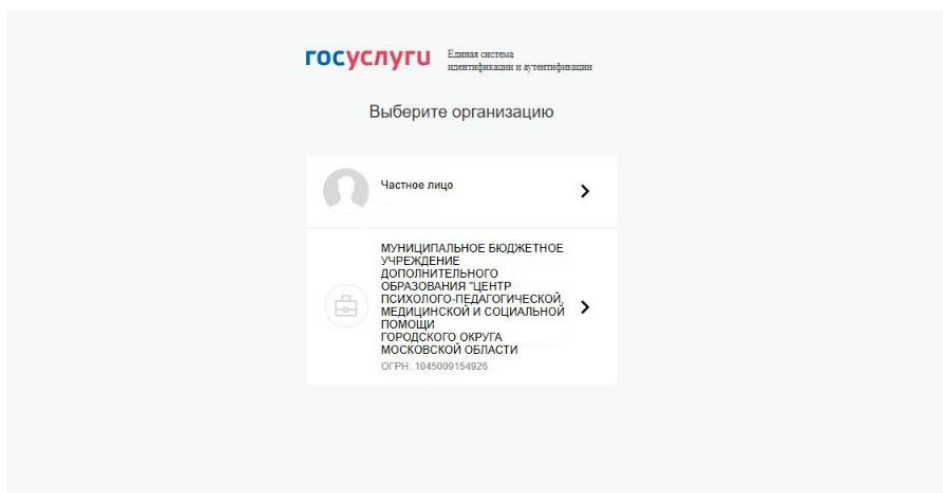 госуслуги
Единая система
идентификации и аутентификации
Выберите организацию
Частное лицо
МУНИЦИПАЛЬНОЕ БЮДЖЕТНОЕ
УЧРЕЖДЕНИЕ
ДОПОЛНИТЕЛЬНОГО
ОБРАЗОВАНИЯ "ЦЕНТР
ПСИХОЛОГО-ПЕДАГОГИЧЕСКОЙ,
МЕДИЦИНСКОЙ И СОЦИАЛЬНОЙ
ПОМОЩИ
ГОРОДСКОГО ОКРУГА
МОСКОВСКОЙ ОБЛАСТИ
ОГРН: 1045009154926